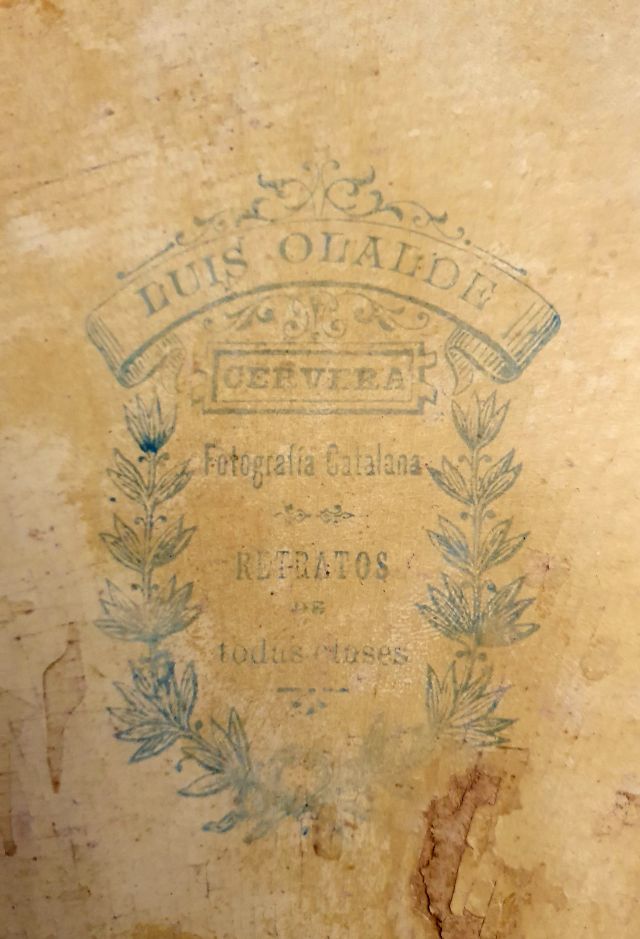 LUIS OLALDE
CERVERA
Fotografía Catalana
RETRATOS
DE
todas clases